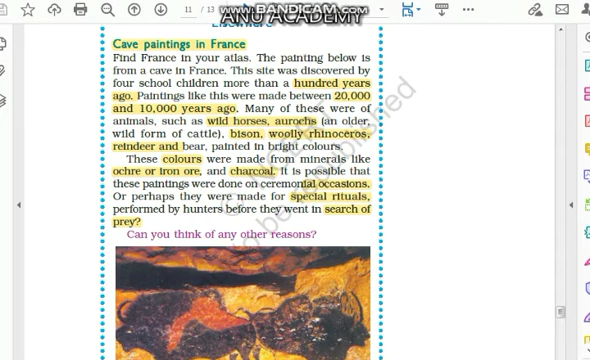 11 / 13
WWW.BANDICAM.COM
ANU ACADEMY
Elsewhere
Cave paintings in France
Find France in your atlas. The painting below is
from a cave in France. This site was discovered by
four school children more than a hundred years
ago. Paintings like this were made between 20,000
and 10,000 years ago. Many of these were of
animals, such as wild horses, aurochs (an older,
wild form of cattle), bison, woolly rhinoceros,
reindeer and bear, painted in bright colours.
These colours were made from minerals like
ochre or iron ore, and charcoal. It is possible that
these paintings were done on ceremonial occasions.
Or perhaps they were made for special rituals,
performed by hunters before they went in search of
prey?
Can you think of any other reasons?